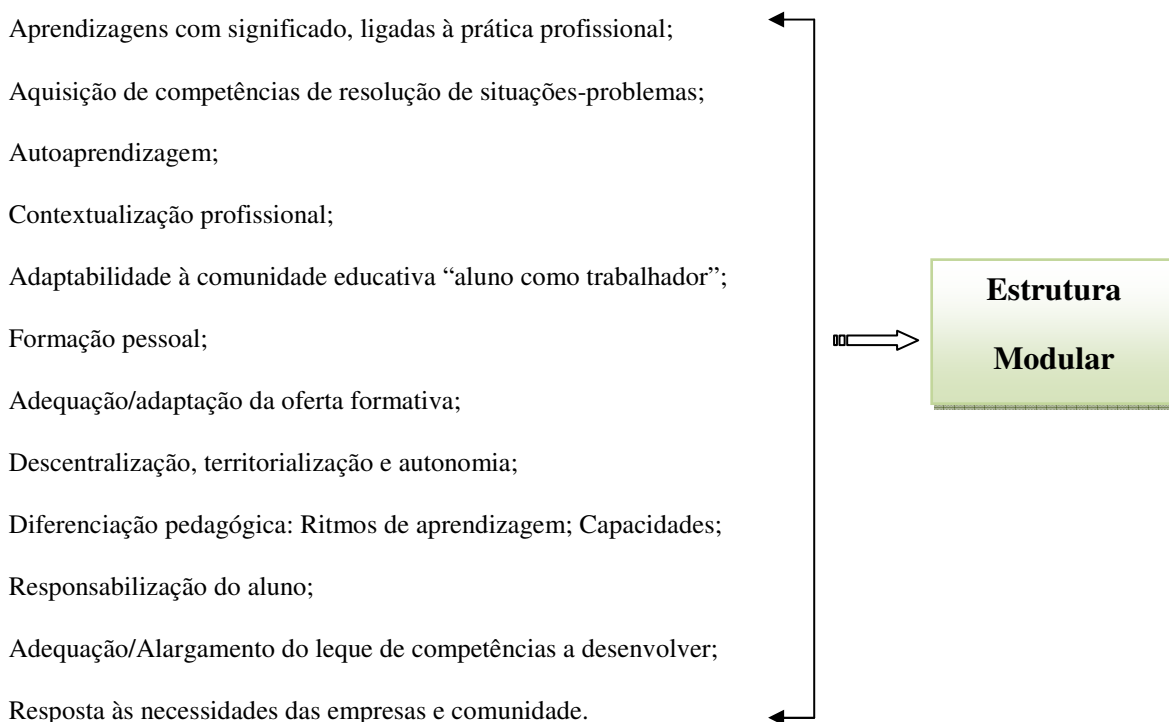 Aprendizagens com significado, ligadas à prática profissional;
Aquisição de competências de resolução de situações-problemas;
Autoaprendizagem;
Contextualização profissional;
Adaptabilidade à comunidade educativa “aluno como trabalhador”;
Formação pessoal;
Adequação/adaptação da oferta formativa;
Descentralização, territorialização e autonomia;
Diferenciação pedagógica: Ritmos de aprendizagem; Capacidades;
Responsabilização do aluno;
Adequação/Alargamento do leque de competências a desenvolver;
Resposta às necessidades das empresas e comunidade.
Estrutura
Modular